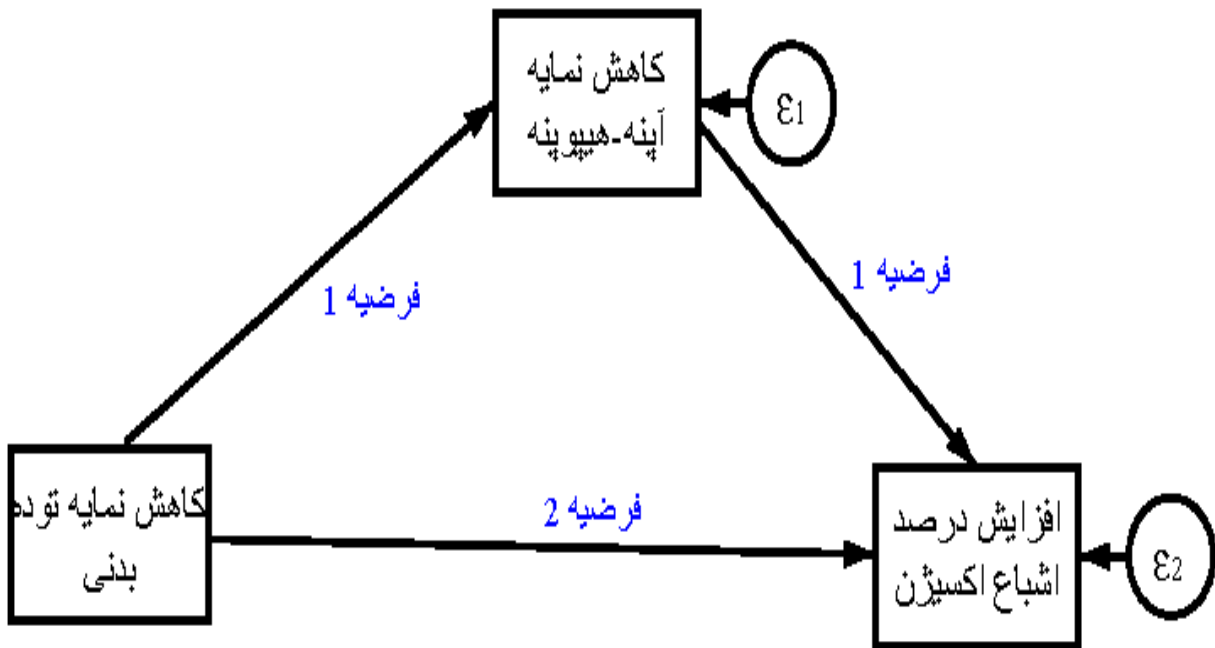 کاهش نمایه
آپنه-هیپوپنه
ε1
فرضیه 1
فرضیه 1
کاهش نمایه توده
بدنی
فرضیه 2
افزایش درصد
اشباع اکسیژن
ε2